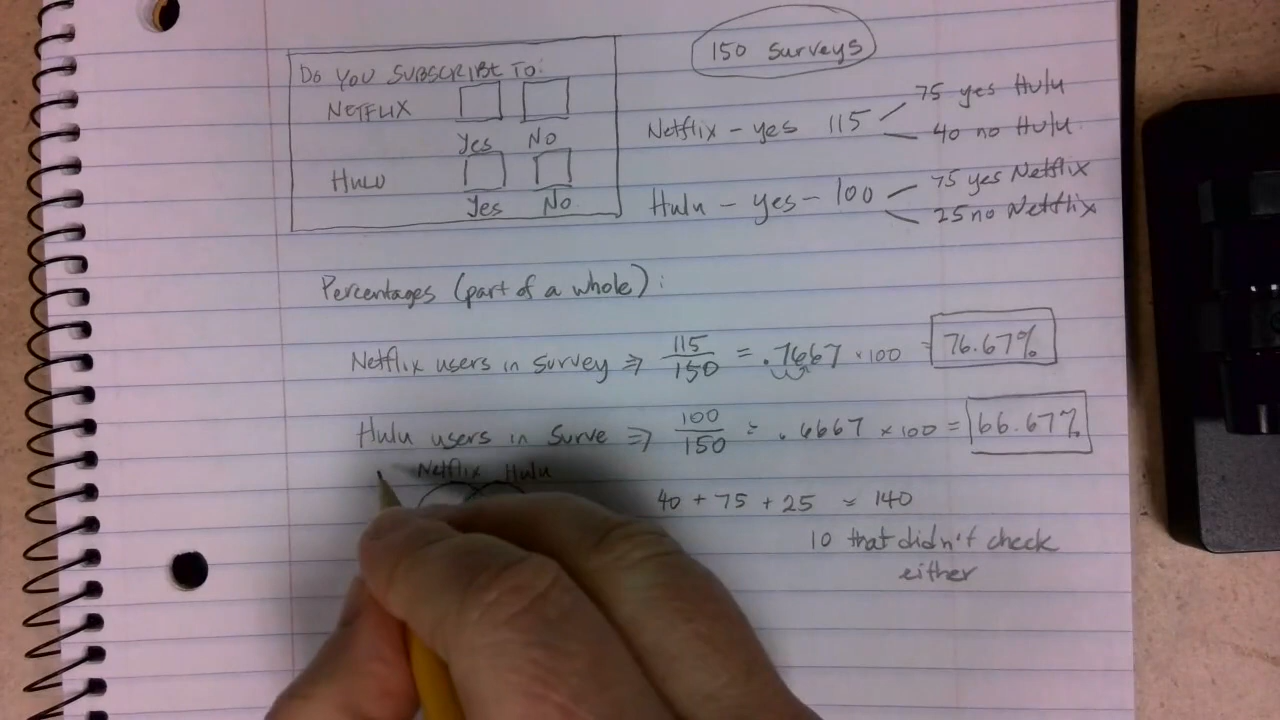 150 surveys
DO YOU SUBSCRIBE TO:
NETFLIX
Yes No
HULU
Yes No
Netflix - yes 115
75 yes Hulu
40 no Hulu
Hulu - yes - 100
75 yes Netflix
25 no Netflix
Percentages (part of a whole):
Netflix users in survey ⇒ 115/150 = .7667 · 100 = 76.67%
Hulu users in surve ⇒ 100/150 = .6667 × 100 = 66.67%
Netflix Hulu
40 + 75 + 25 = 140
10 that didn't check
either